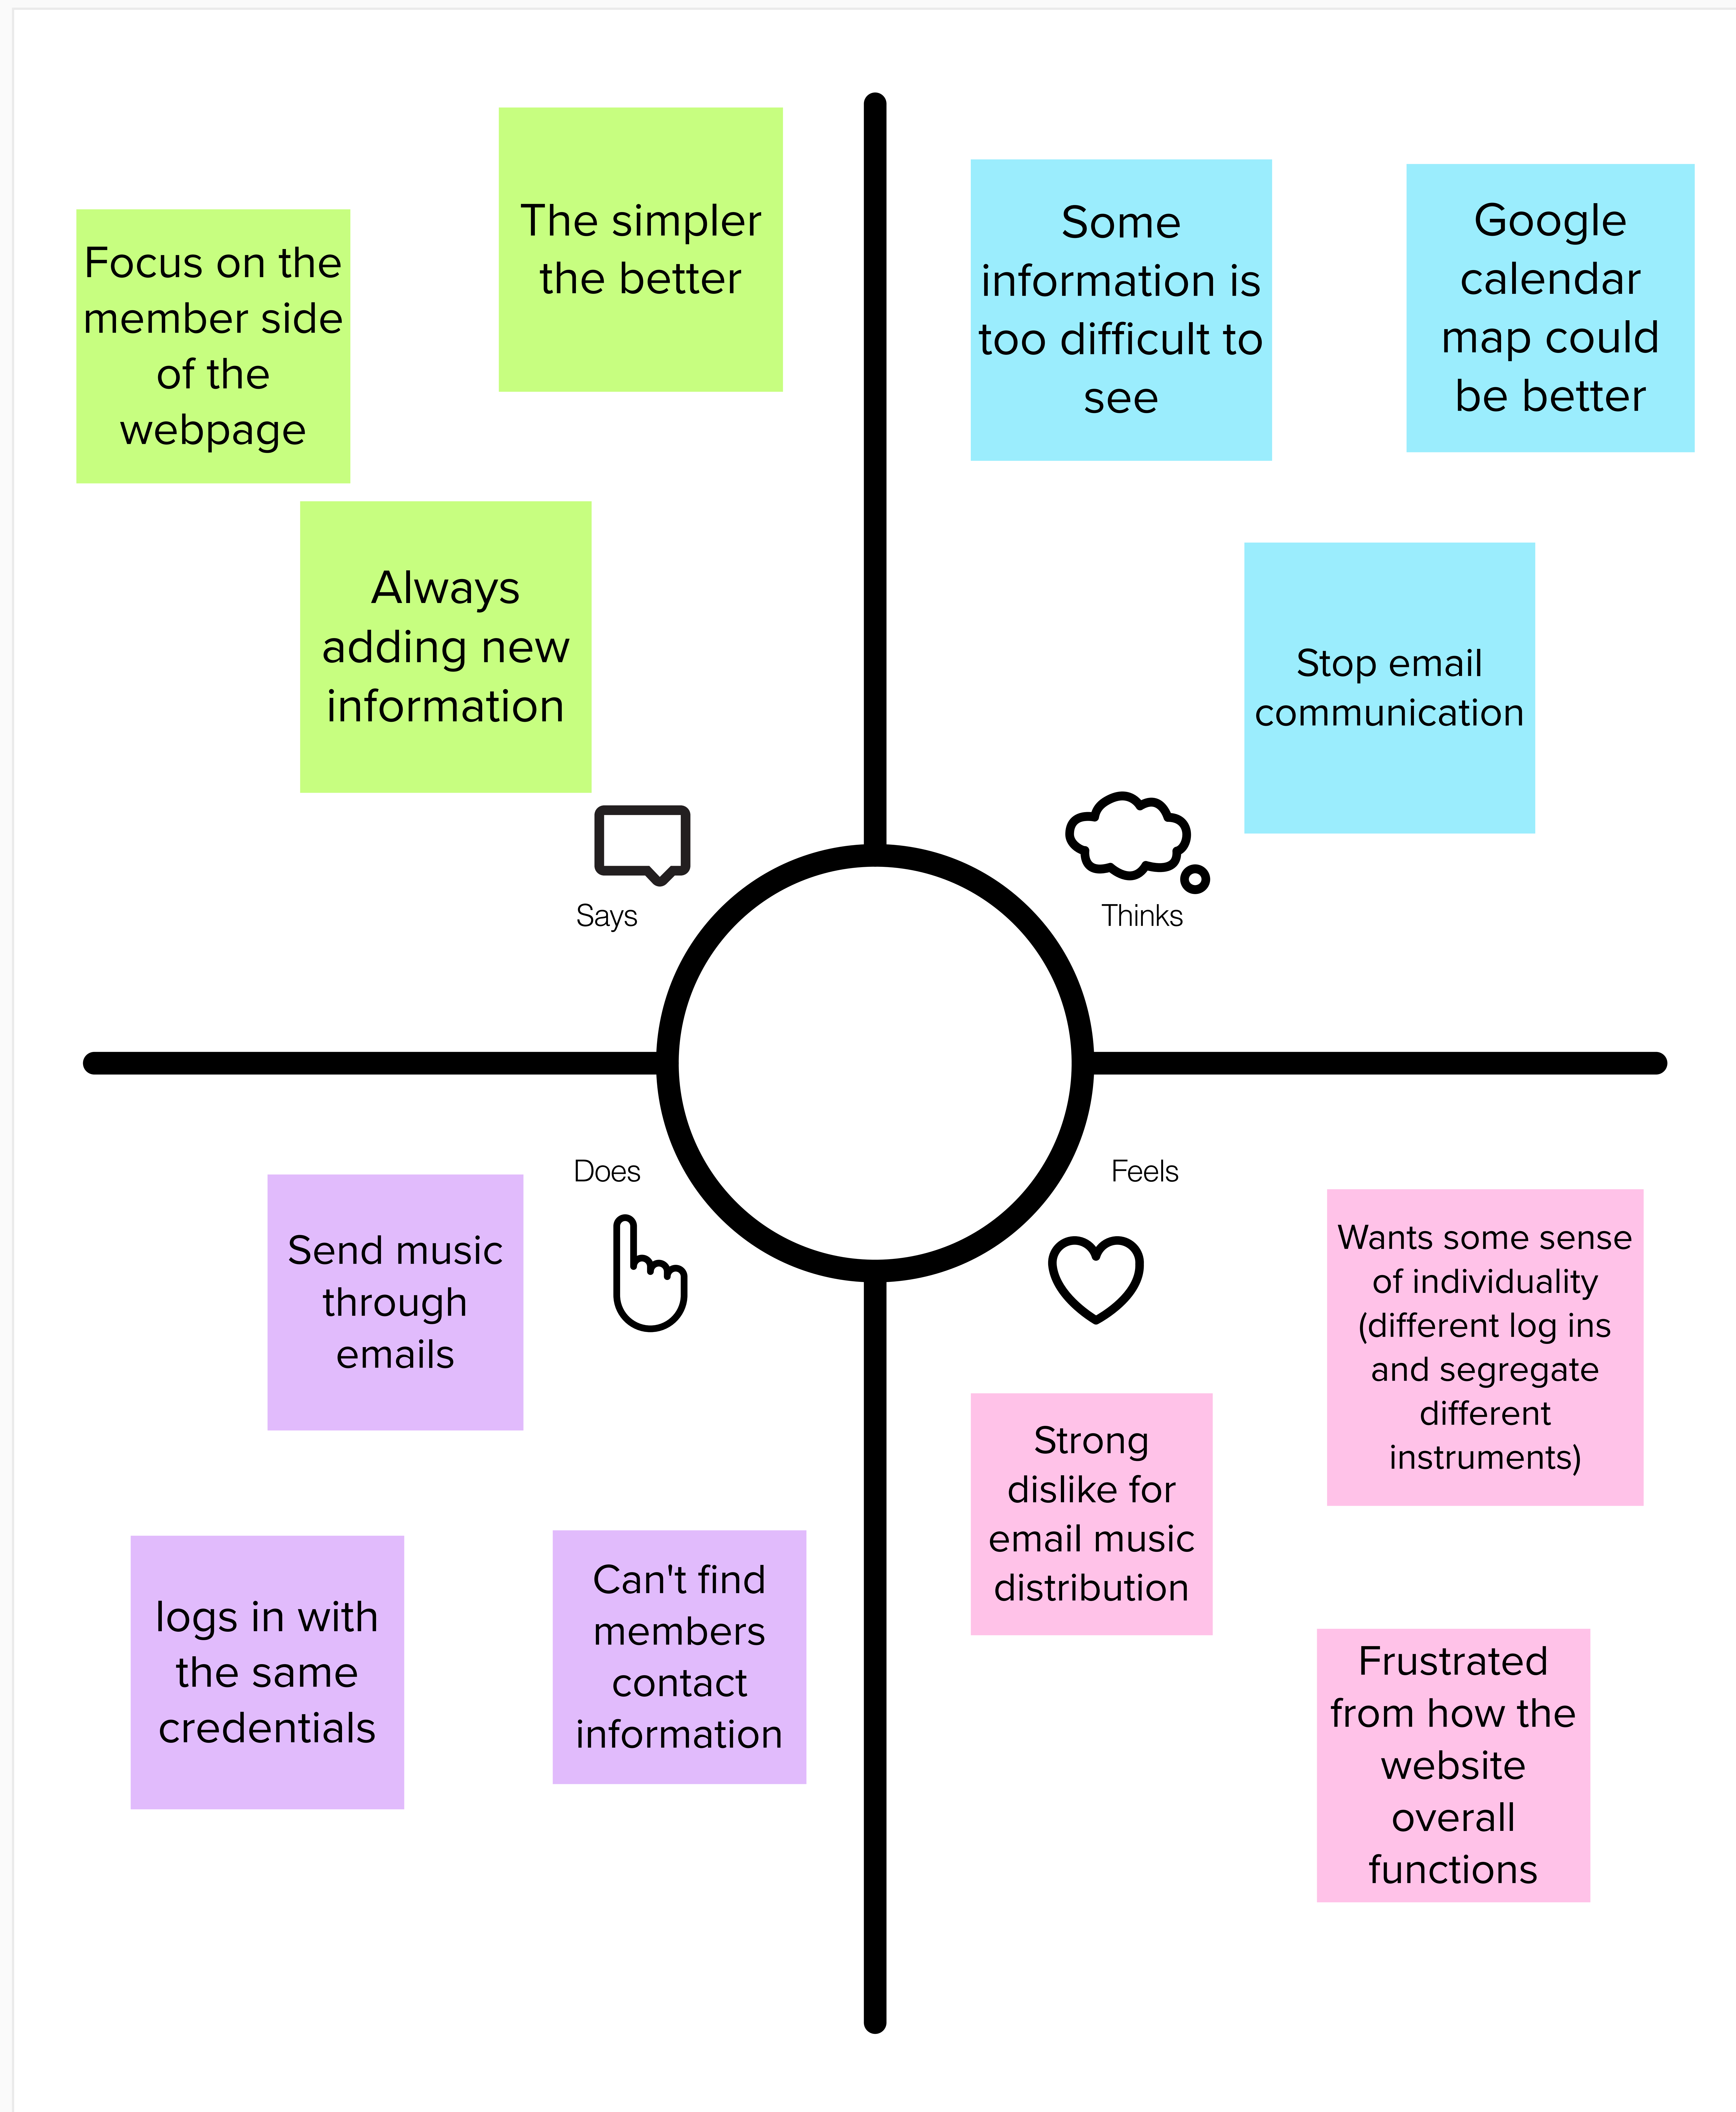 Focus on the
member side
of the
webpage
The simpler
the better
Always
adding new
information
Says
Some
information is
too difficult to
see
Google
calendar
map could
be better
Stop email
communication
Thinks
Does
Send music
through
emails
logs in with
the same
credentials
Can't find
members
contact
information
Feels
Wants some sense
of individuality
(different log ins
and segregate
different
instruments)
Strong
dislike for
email music
distribution
Frustrated
from how the
website
overall
functions